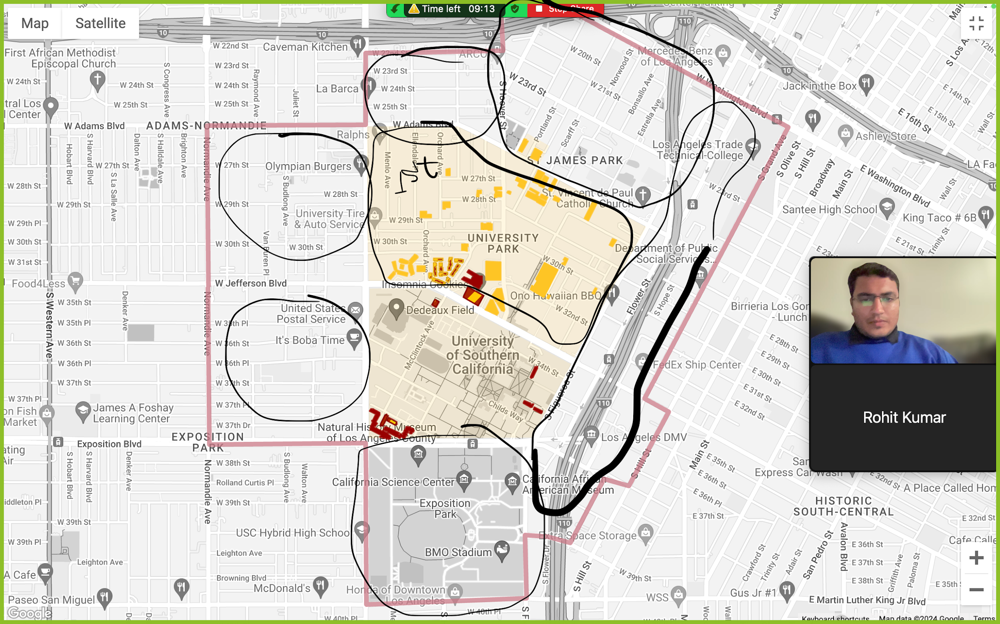 Time left 09:13
Stop Share
Map
Satellite
10
10
10
110
W 22nd St
Caveman Kitchen
W 22nd St
ARCO
First African Methodist
Episcopal Church
S Congress Ave
W 23rd St
Raymond Ave
W 23rd St
W 20th St
Norwood St
Mercedes-Benz
of Los Angeles
10
E 12th
S Los A
W 24th St
W 24th St
W 24th St
Juliet St
La Barca
W 24th St
S Hoover St
W 23rd St
W 21st St
Bonsallo Ave
W Washington Blvd
Jack in the Box
E 14th St
tral Los
l Center
W 25th St
W 25th St
W 25th St
Portland St
Scarff St
Estrella Ave
E 15th St
E 16th St
Wall St
W Adams Blvd
ADAMS-NORMANDIE
W Adams Blvd
Ralphs
Ashley Store
Hobart Blvd
S Harvard Blvd
Dalton Ave
S Halldale Ave
Brighton Ave
Normandie Ave
Menlo Ave
Orchard Ave
1st
ST JAMES PARK
Los Angeles Trade
Technical-College
S Grand Ave
S Olive St
S Hill St
Broadway
Main St
E Washington Blvd
W 27th St
W 27th St
Olympian Burgers
W 27th St
W 28th St
S La Salle Ave
S Budlong Ave
W 28th St
W 28th St
St. Vincent de Paul
Catholic Church
W 23rd St
Wall St
W 29th St
W 29th St
University Tire
& Auto Service
W 29th St
Santee High School
King Taco # 6B
W 29th Pl
W 30th St
W 30th St
Van Buren Pl
W 30th St
W 30th St
Orchard Ave
UNIVERSITY
PARK
Department of Public
Social Services...
E 21st St
Trinity St
E 23rd
W 31st St
W 30th St
Food4Less
W Jefferson Blvd
Insomnia Cookies
Ono Hawaiian BBQ
Flower St
S Hope St
S Western Ave
Denker Ave
Normandie Ave
W 35th St
United States
Postal Service
Dedeaux Field
W 32nd St
Birrieria Los Gor
- Lunch
W 35th Pl
W 35th Pl
McClintock Ave
W 36th St
W 36th St
It's Boba Time
University
of Southern
California
E 28th St
W 36th Pl
W 36th Pl
W 34th St
FedEx Ship Center
E 29th St
W 37th St
W 37th St
S Figueroa St
E 30th St
E 31st St
W 37th Pl
W 37th Pl
Childs Way
110
E 32nd St
on Fish
Market
James A Foshay
Learning Center
Rohit Kumar
W 37th Dr
Natural History Museum
of Los Angeles County
EXPOSITION
PARK
Exposition Blvd
Los Angeles DMV
Main St
S Hill St
ating
Air
S Hobart Blvd
S Harvard Blvd
Denker Ave
Normandie Ave
W 38th St
S Budlong Ave
Walton Ave
E 35th St
San
Express Car Wash
Rolland Curtis Pl
California Science Center
California African
American Museum
E 36th St
E 32nd St
A Place Called Hom
iddleton Pl
W 39th St
Exposition
Park
E 36th Pl
HISTORIC
SOUTH-CENTRAL
W 39th St
E 37th St
E 32nd St
110
USC Hybrid High Schoo
Extra Space Storage
San Pedro St
Avalon Blvd
W 39th Pl
Leighton Ave
BMO Stadium
S Flower Dr
Crawford St
Trinity St
Adair St
E 36th St
Cafe Calle
Leighton Ave
S Hill St
E 37th St
Griffith Ave
Paloma St
A Cafe
Browning Blvd
W 39th St
E 38th St
E 35th
McDonald's
Honda of Downtown
Los Angeles
WSS
Gus Jr #1
Paseo San Miguel
E Martin Luther King Jr Blvd
Google
W 40th Pl
W 40th Pl
Keyboard shortcuts
Map data ©2024 Google
Terms